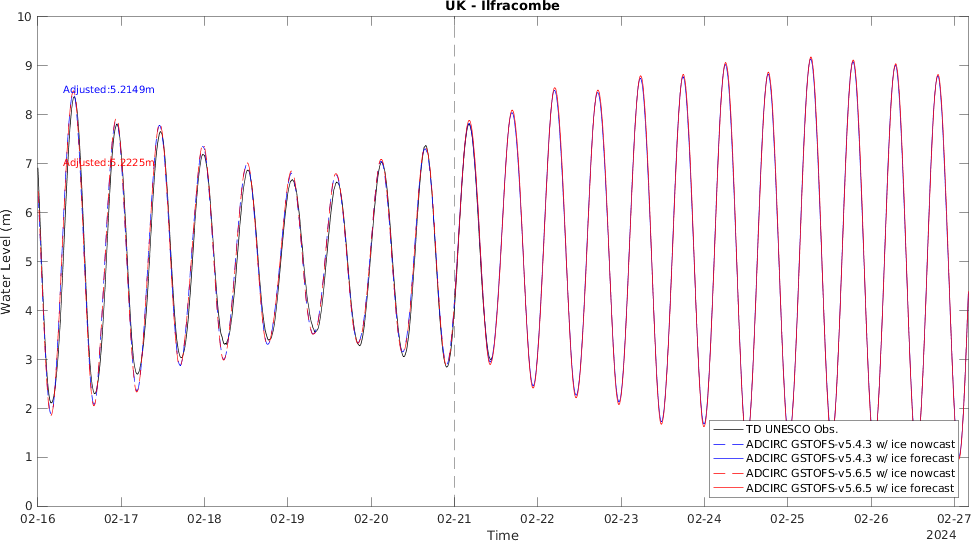 UK - Ilfracombe
10
9
8
7
6
5
4
3
2
1
0
Water Level (m)
Adjusted:5.2149m
Adjusted:5.2225m
TD UNESCO Obs.
ADCIRC GSTOFS-v5.4.3 w/ ice nowcast
ADCIRC GSTOFS-v5.4.3 w/ ice forecast
ADCIRC GSTOFS-v5.6.5 w/ ice nowcast
ADCIRC GSTOFS-v5.6.5 w/ ice forecast
02-16 02-17 02-18 02-19 02-20 02-21 02-22 02-23 02-24 02-25 02-26 02-27
Time
2024